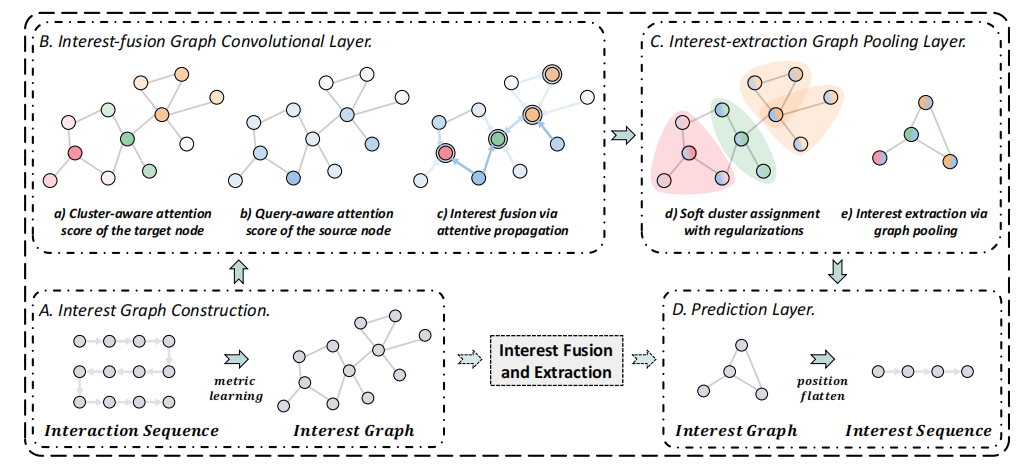 B. Interest-fusion Graph Convolutional Layer.
a) Cluster-aware attention
score of the target node
b) Query-aware attention
score of the source node
c) Interest fusion via
attentive propagation
C. Interest-extraction Graph Pooling Layer.
d) Soft cluster assignment
with regularizations
e) Interest extraction via
graph pooling
A. Interest Graph Construction.
metric
learning
Interaction Sequence
Interest Graph
Interest Fusion
and Extraction
D. Prediction Layer.
position
flatten
Interest Graph
Interest Sequence